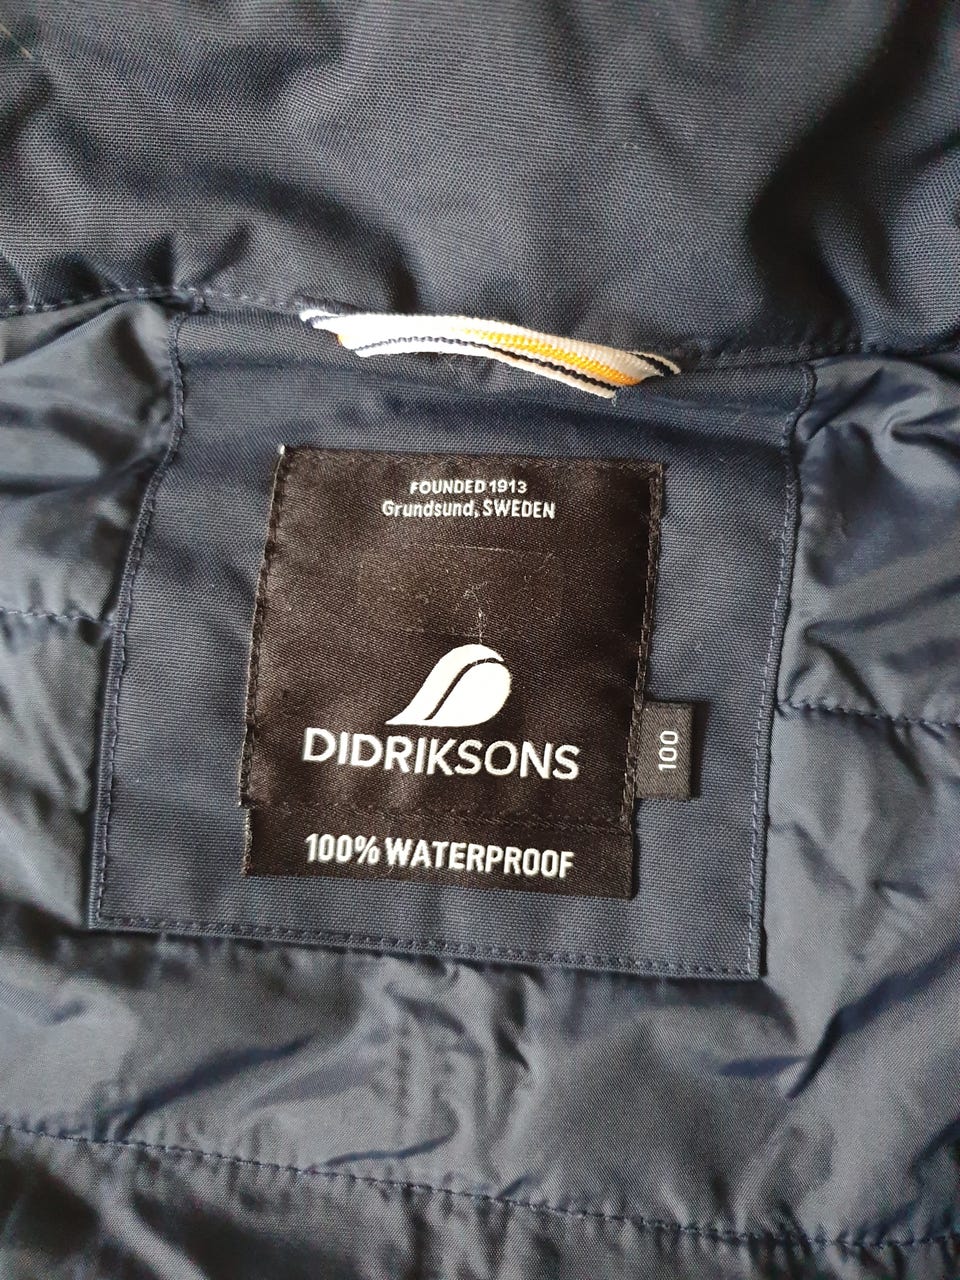 FOUNDED 1913
Grundsund, SWEDEN
DIDRIKSONS
100
100% WATERPROOF